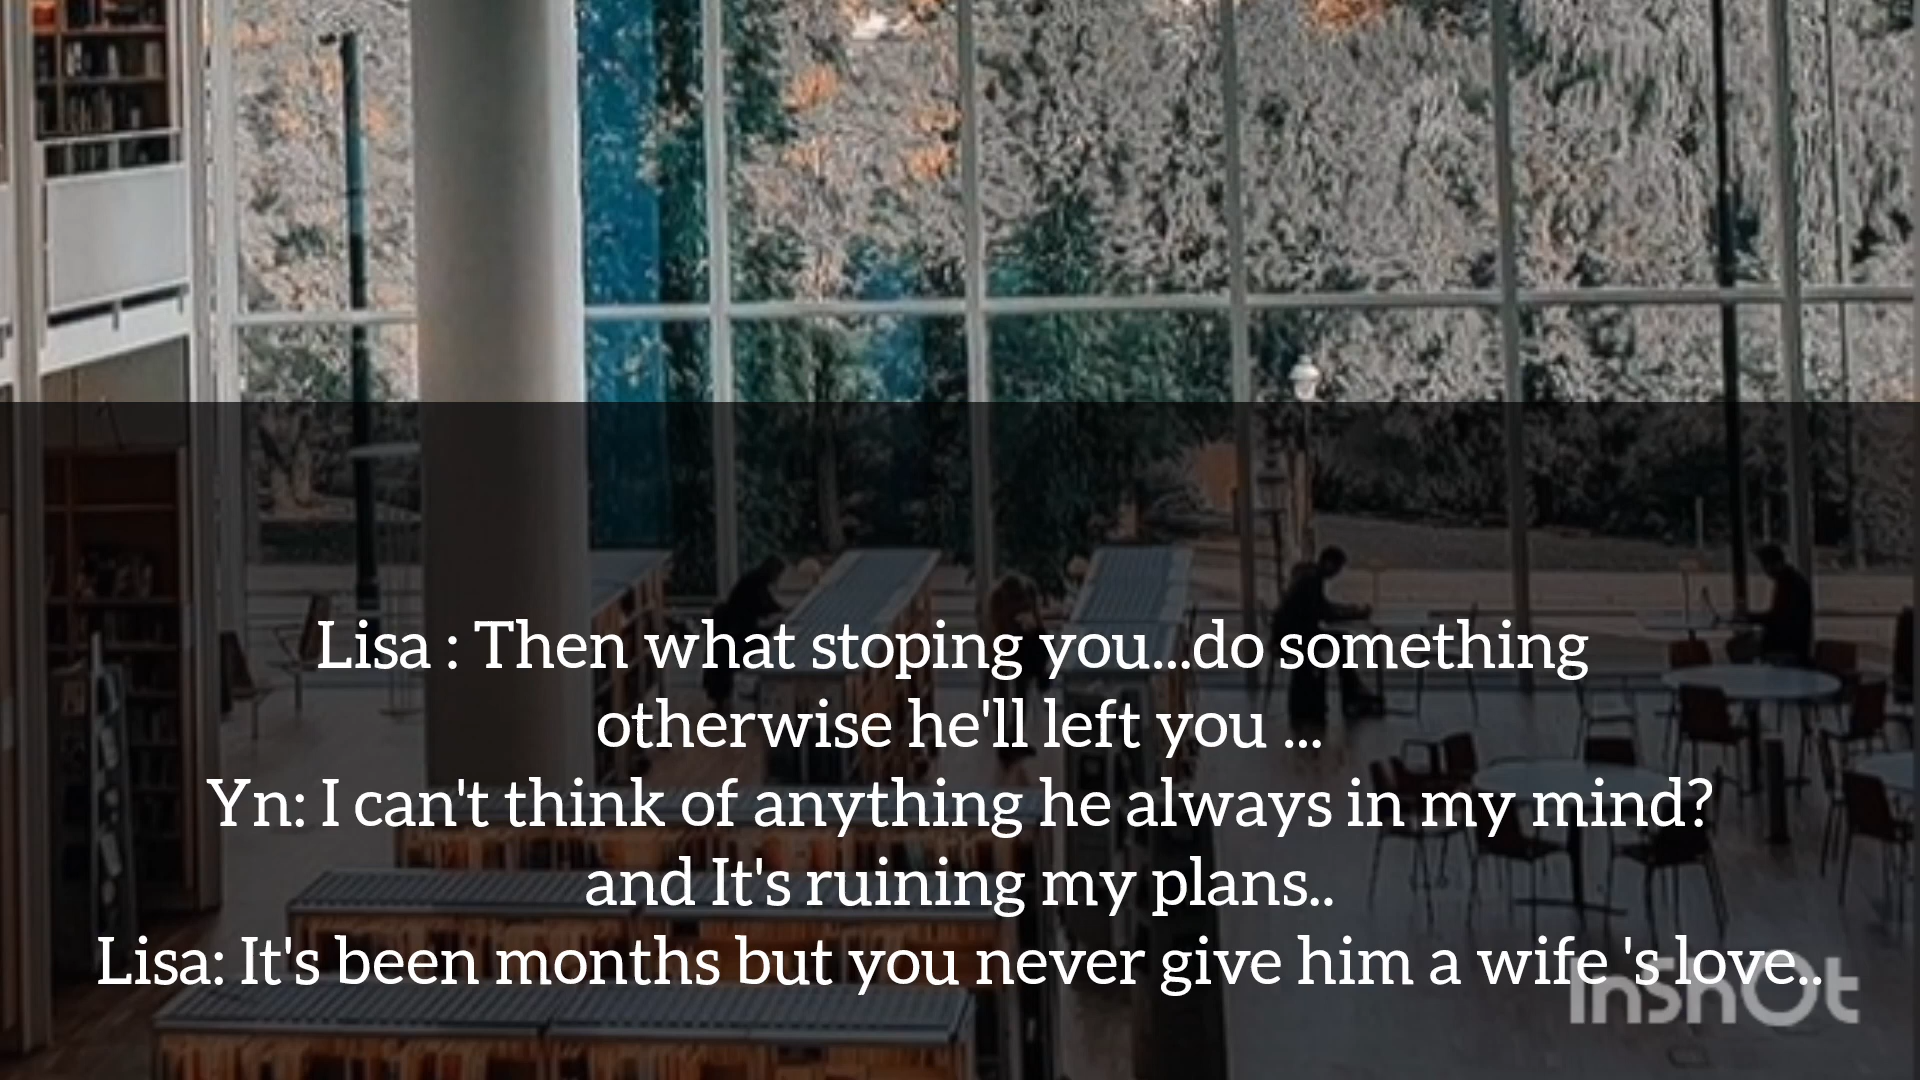 Lisa : Then what stoping you...do something
otherwise he'll left you ...
Yn: I can't think of anything he always in my mind?
and It's ruining my plans..
Lisa: It's been months but you never give him a wife 's love..
InShOt